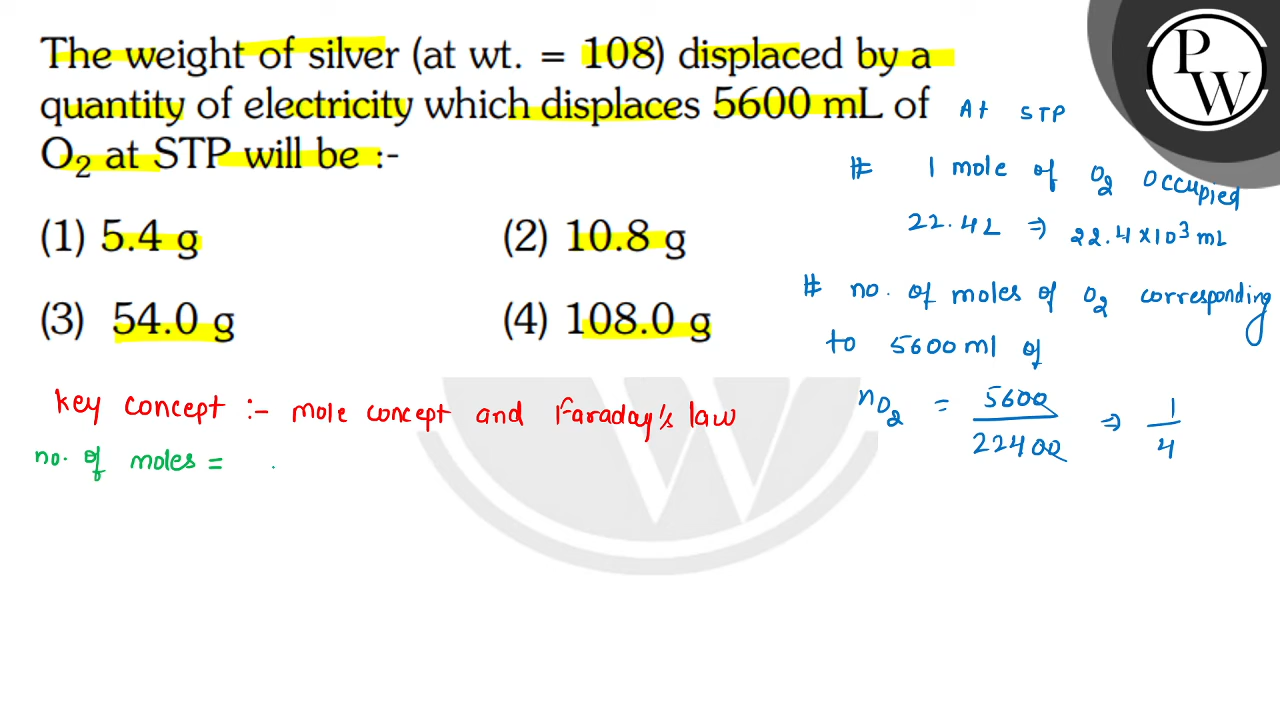 The weight of silver (at wt. = 108) displaced by a
quantity of electricity which displaces 5600 mL of
O₂ at STP will be :-
(1) 5.4 g
(2) 10.8 g
(3) 54.0 g
(4) 108.0 g
Key concept :- mole concept and Faraday's law
no. of moles =
PW
At STP
# 1 mole of O₂ occupied
22.4L ⇒ 22.4×10³ mL
# no. of moles of O₂ corresponding
to 5600 ml of
nO₂ = 5600/22400 ⇒ 1/4